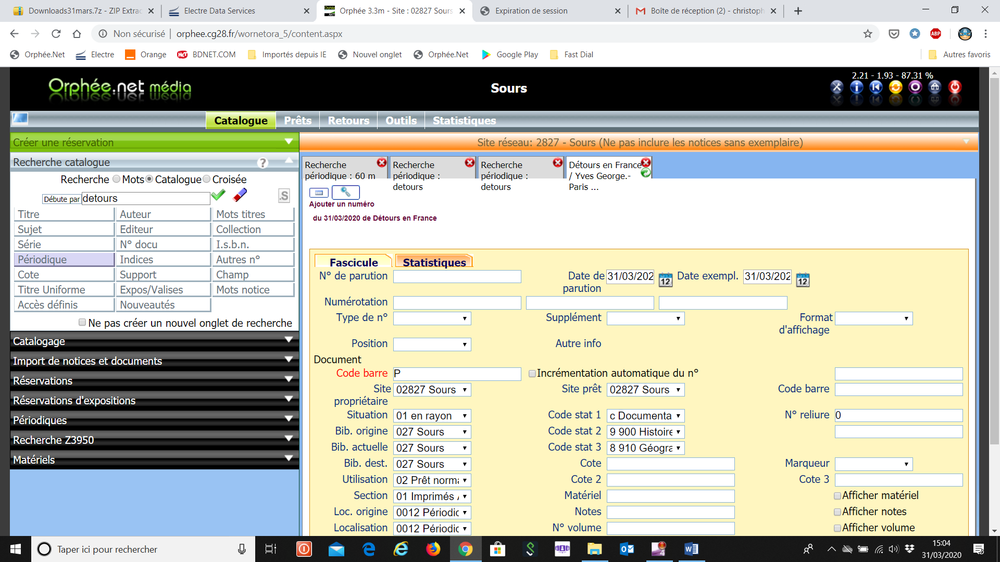 Downloads31mars.7z - ZIP Extrac
Electre Data Services
Orphée 3.3m - Site : 02827 Sours
Expiration de session
Boîte de réception (2) - christoph
Non sécurisé | orphee.cg28.fr/wornetora_5/content.aspx
ABP
Orphée.Net
Electre
Orange
BDNET.COM
Importés depuis IE
Nouvel onglet
Orphée.Net
Google Play
Fast Dial
Autres favoris
Orphée.net média
Sours
2.21 - 1.93 - 87.31 %
Catalogue
Prêts
Retours
Outils
Statistiques
Créer une réservation
Recherche catalogue
?
Recherche Mots Catalogue Croisée
Débute par detours
.S
Titre Auteur Mots titres
Sujet Editeur Collection
Série N° docu I.s.b.n.
Périodique Indices Autres n°
Cote Support Champ
Titre Uniforme Expos/Valises Mots notice
Accès définis Nouveautés
Ne pas créer un nouvel onglet de recherche
Catalogage
Import de notices et documents
Réservations
Réservations d'expositions
Périodiques
Recherche Z3950
Matériels
Site réseau: 2827 - Sours (Ne pas inclure les notices sans exemplaire)
Recherche
périodique : 60 m
Recherche
périodique :
detours
Recherche
périodique :
detours
Détours en France
/ Yves George.-
Paris ...
Ajouter un numéro
du 31/03/2020 de Détours en France
Fascicule
Statistiques
N° de parution
Date de
parution
31/03/202
12
Date exempl. 31/03/202
12
Numérotation
Type de n°
Supplément
Format
d'affichage
Position
Autre info
Document
Code barre P
Incrémentation automatique du n°
Site
propriétaire
02827 Sours
Site prêt 02827 Sours
Code barre
Situation 01 en rayon
Code stat 1 c Documenta
N° reliure 0
Bib. origine 027 Sours
Code stat 2 9 900 Histoire
Bib. actuelle 027 Sours
Code stat 3 8 910 Géogra
Bib. dest. 027 Sours
Cote
Marqueur
Utilisation 02 Prêt norma
Cote 2
Cote 3
Section 01 Imprimés
Matériel
Afficher matériel
Loc. origine 0012 Périodic
Notes
Afficher notes
Localisation 0012 Périodic
N° volume
Afficher volume
Taper ici pour rechercher
15:04
31/03/2020